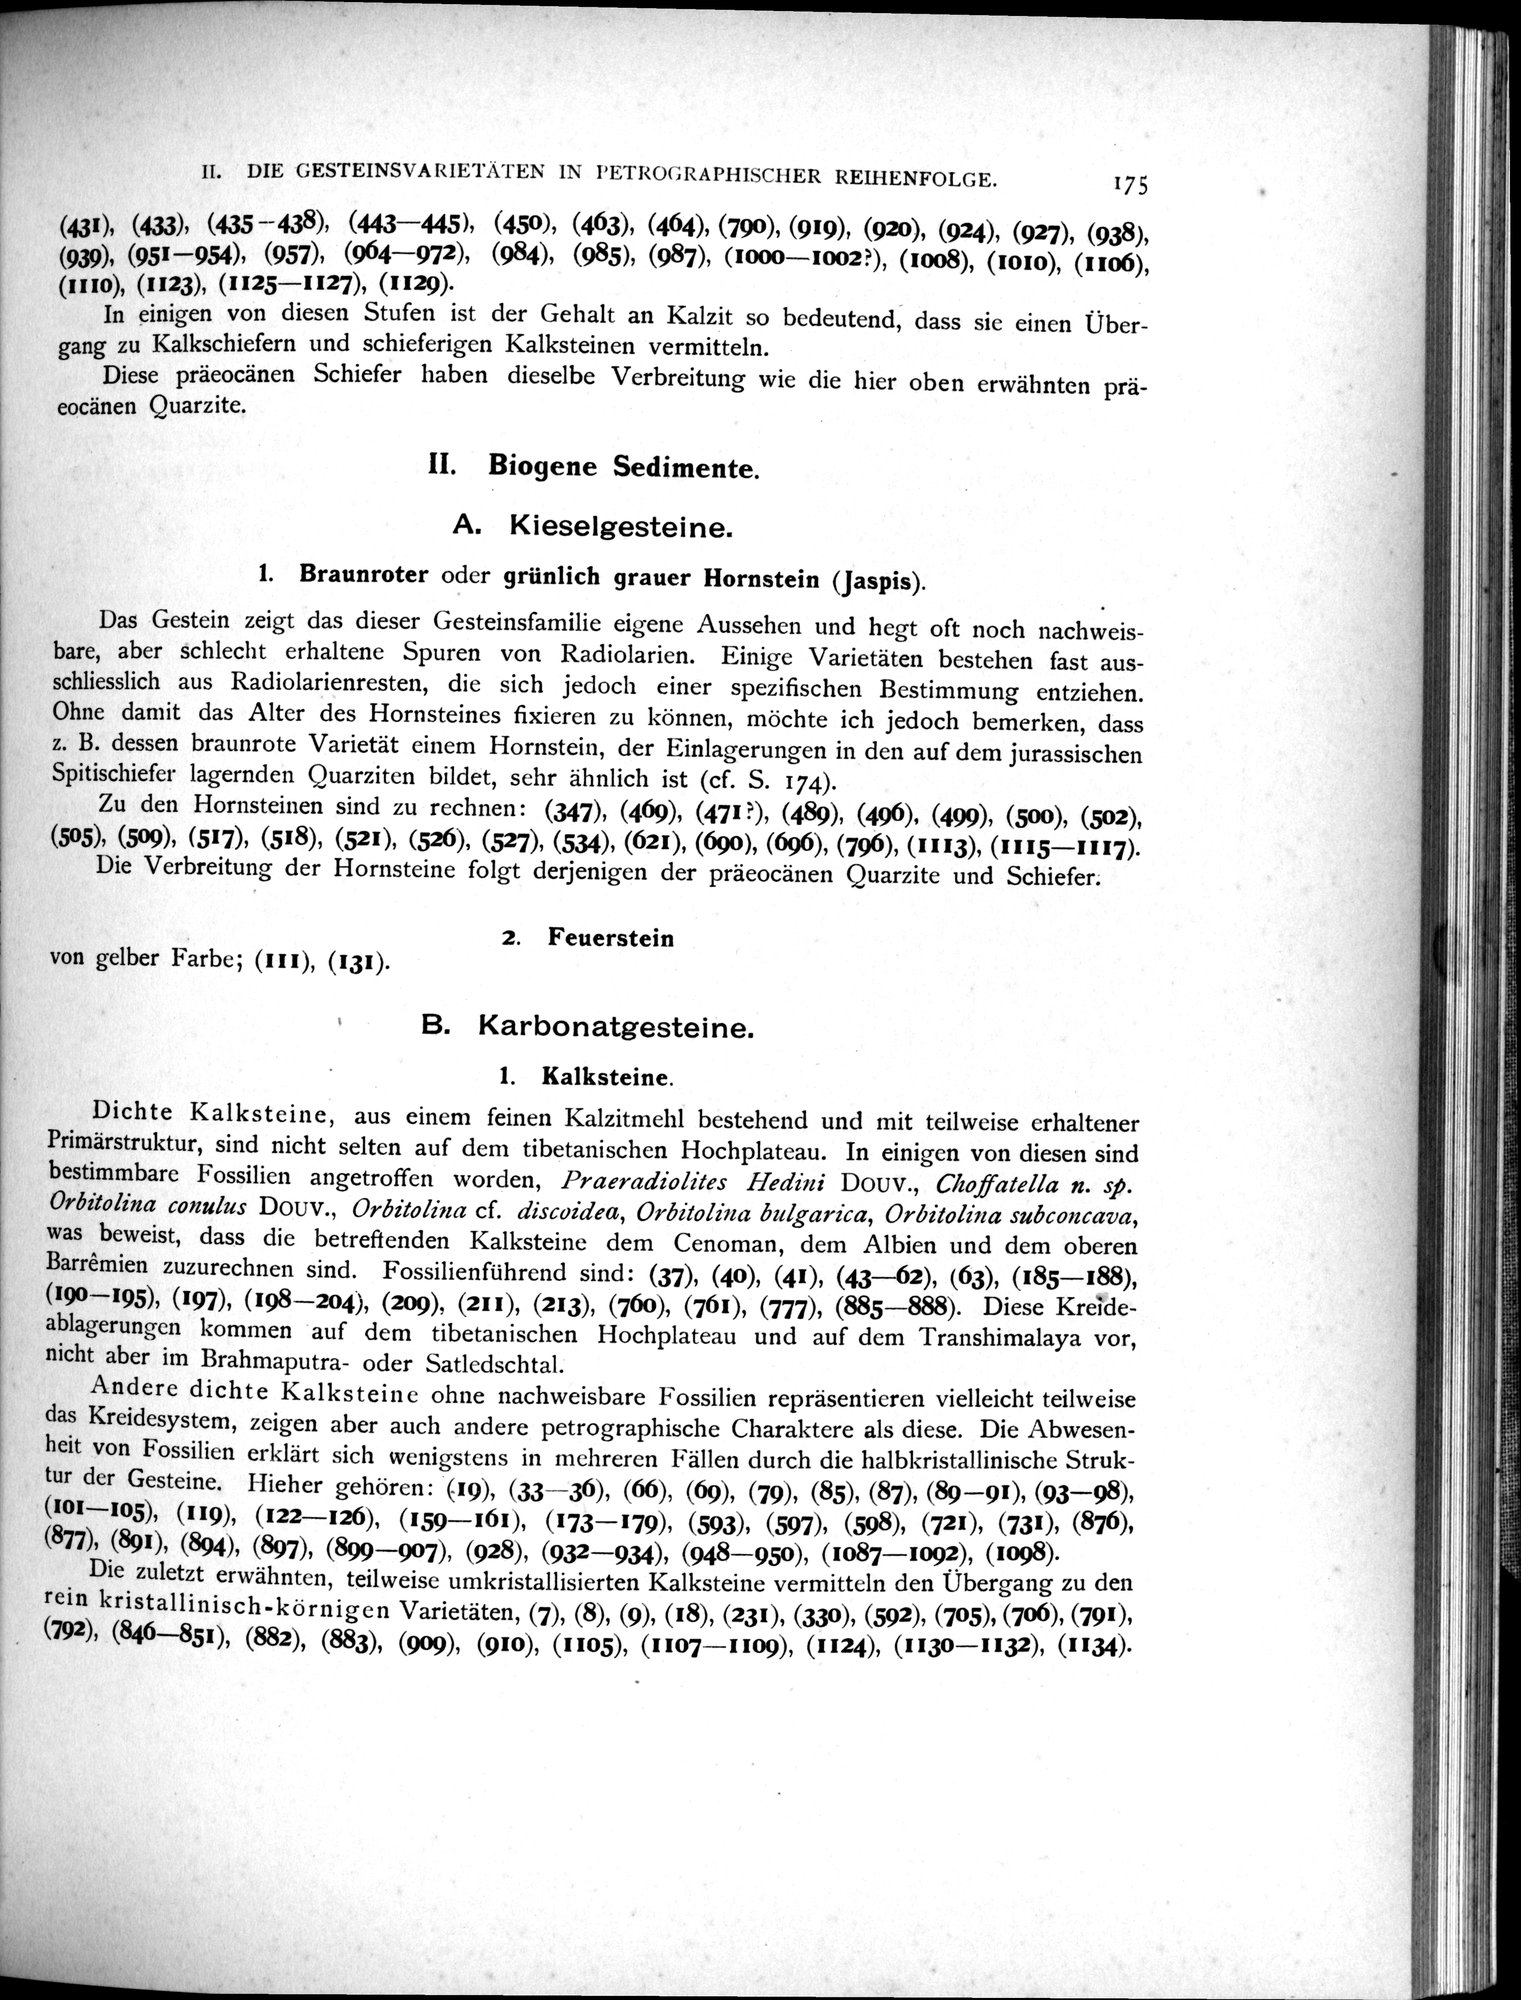 II. DIE GESTEINSVARIETÄTEN IN PETROGRAPHISCHER REIHENFOLGE. 175
(431), (433), (435–438), (443—445), (450), (463), (464), (790), (919), (920), (924), (927), (938),
(939), (951—954), (957), (964—972), (984), (985), (987), (1000—1002?), (1008), (1010), (1106),
(1110), (1123), (1125—1127), (1129).
In einigen von diesen Stufen ist der Gehalt an Kalzit so bedeutend, dass sie einen Über-
gang zu Kalkschiefern und schieferigen Kalksteinen vermitteln.
Diese präeocänen Schiefer haben dieselbe Verbreitung wie die hier oben erwähnten prä-
eocänen Quarzite.
II. Biogene Sedimente.
A. Kieselgesteine.
1. Braunroter oder grünlich grauer Hornstein (Jaspis).
Das Gestein zeigt das dieser Gesteinsfamilie eigene Aussehen und hegt oft noch nachweis-
bare, aber schlecht erhaltene Spuren von Radiolarien. Einige Varietäten bestehen fast aus-
schliesslich aus Radiolarienresten, die sich jedoch einer spezifischen Bestimmung entziehen.
Ohne damit das Alter des Hornsteines fixieren zu können, möchte ich jedoch bemerken, dass
z. B. dessen braunrote Varietät einem Hornstein, der Einlagerungen in den auf dem jurassischen
Spitischiefer lagernden Quarziten bildet, sehr ähnlich ist (cf. S. 174).
Zu den Hornsteinen sind zu rechnen: (347), (469), (471?), (489), (496), (499), (500), (502),
(505), (509), (517), (518), (521), (526), (527), (534), (621), (690), (696), (796), (1113), (1115—1117).
Die Verbreitung der Hornsteine folgt derjenigen der präeocänen Quarzite und Schiefer.
2. Feuerstein
von gelber Farbe; (111), (131).
B. Karbonatgesteine.
1. Kalksteine.
Dichte Kalksteine, aus einem feinen Kalzitmehl bestehend und mit teilweise erhaltener
Primärstruktur, sind nicht selten auf dem tibetanischen Hochplateau. In einigen von diesen sind
bestimmbare Fossilien angetroffen worden, Praeradiolites Hedini DOUV., Choffatella n. sp.
Orbitolina conulus DOUV., Orbitolina cf. discoidea, Orbitolina bulgarica, Orbitolina subconcava,
was beweist, dass die betreffenden Kalksteine dem Cenoman, dem Albien und dem oberen
Barrêmien zuzurechnen sind. Fossilienführend sind: (37), (40), (41), (43—62), (63), (185—188),
(190—195), (197), (198—204), (209), (211), (213), (760), (761), (777), (885—888). Diese Kreide-
ablagerungen kommen auf dem tibetanischen Hochplateau und auf dem Transhimalaya vor,
nicht aber im Brahmaputra- oder Satledschtal.
Andere dichte Kalksteine ohne nachweisbare Fossilien repräsentieren vielleicht teilweise
das Kreidesystem, zeigen aber auch andere petrographische Charaktere als diese. Die Abwesen-
heit von Fossilien erklärt sich wenigstens in mehreren Fällen durch die halbkristallinische Struk-
tur der Gesteine. Hieher gehören: (19), (33—36), (66), (69), (79), (85), (87), (89—91), (93—98),
(101—105), (119), (122—126), (159—161), (173—179), (593), (597), (598), (721), (731), (876),
(877), (891), (894), (897), (899—907), (928), (932—934), (948—950), (1087—1092), (1098).
Die zuletzt erwähnten, teilweise umkristallisierten Kalksteine vermitteln den Übergang zu den
rein kristallinisch-körnigen Varietäten, (7), (8), (9), (18), (231), (330), (592), (705), (706), (791),
(792), (846—851), (882), (883), (909), (910), (1105), (1107—1109), (1124), (1130—1132), (1134).